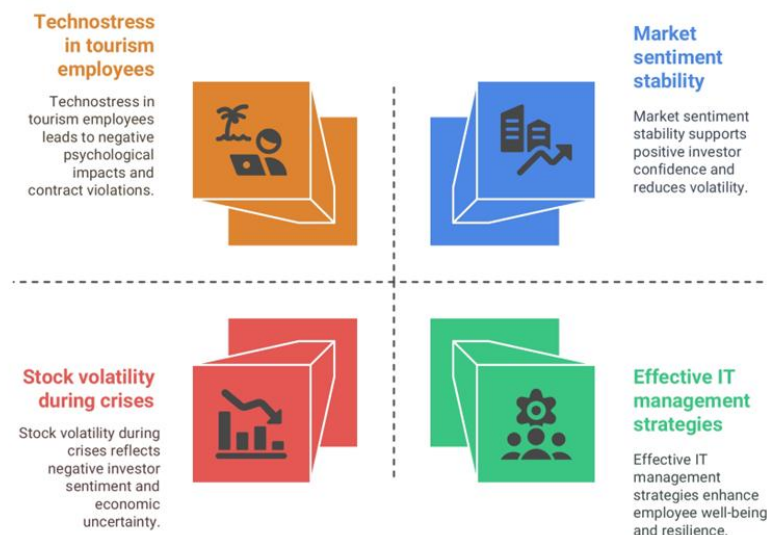 Technostress
in tourism
employees
Technostress in
tourism employees
leads to negative
psychological
impacts and
contract violations.
Market
sentiment
stability
Market sentiment
stability supports
positive investor
confidence and
reduces volatility.
Stock volatility
during crises
Stock volatility during
crises reflects
negative investor
sentiment and
economic
uncertainty.
Effective IT
management
strategies
Effective IT
management
strategies enhance
employee well-being
and resilience.